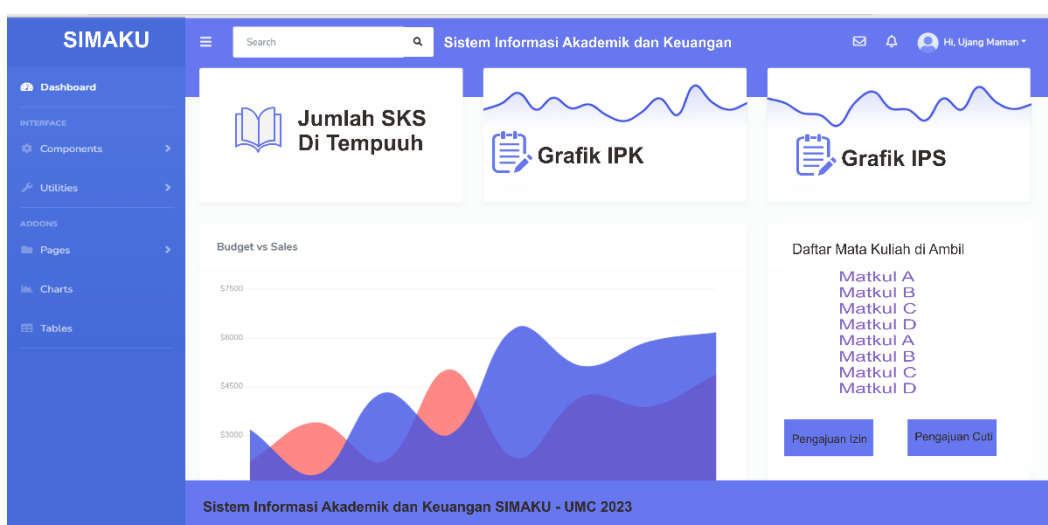 SIMAKU
Search
Sistem Informasi Akademik dan Keuangan
Hi, Ujang Maman
Dashboard
INTERFACE
Components
Utilities
ADDONS
Pages
Charts
Tables
Jumlah SKS
Di Tempuuh
Grafik IPK
Grafik IPS
Budget vs Sales
$7500
$6000
$4500
$3000
Daftar Mata Kuliah di Ambil
Matkul A
Matkul B
Matkul C
Matkul D
Matkul A
Matkul B
Matkul C
Matkul D
Pengajuan Izin
Pengajuan Cuti
Sistem Informasi Akademik dan Keuangan SIMAKU - UMC 2023